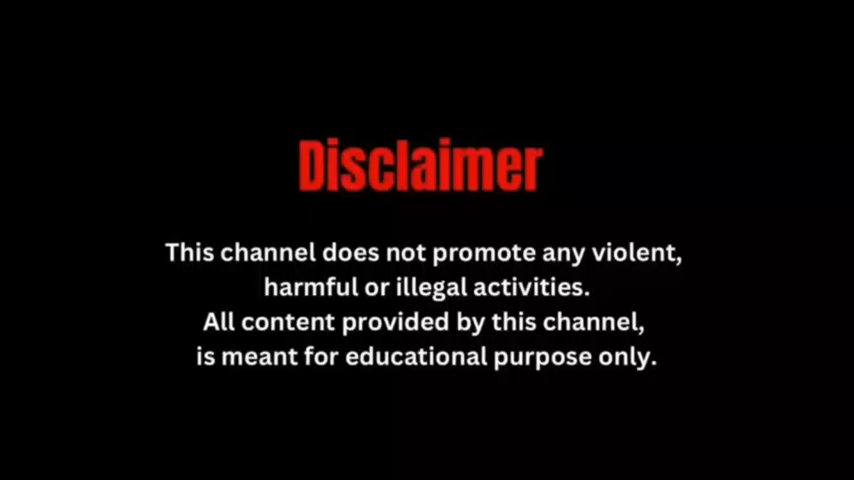 Disclaimer
This channel does not promote any violent,
harmful or illegal activities.
All content provided by this channel,
is meant for educational purpose only.